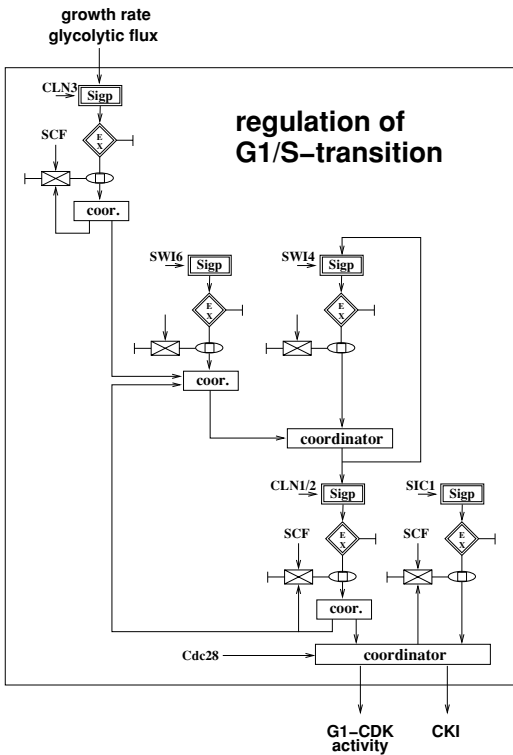 growth rate
glycolytic flux
CLN3
Sigp
regulation of
G1/S−transition
SCF
E
X
coor.
SWI6
Sigp
SWI4
Sigp
E
X
E
X
coor.
coordinator
CLN1/2
Sigp
SIC1
Sigp
SCF
E
X
SCF
E
X
coor.
Cdc28
coordinator
G1−CDK
activity
CKI